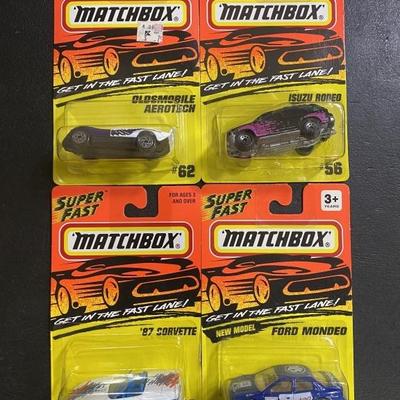 MATCHBOX®
GET IN THE FAST LANE!
OLDSMOBILE
AEROTECH
#62
MATCHBOX®
GET IN THE FAST LANE!
ISUZU RODEO
#56
SUPER
FAST
FOR AGES 3
AND OVER
MATCHBOX®
GET IN THE FAST LANE!
'87 CORVETTE
SUPER
FAST
3+
YEARS
MATCHBOX®
GET IN THE FAST LANE!
NEW MODEL
FORD MONDEO